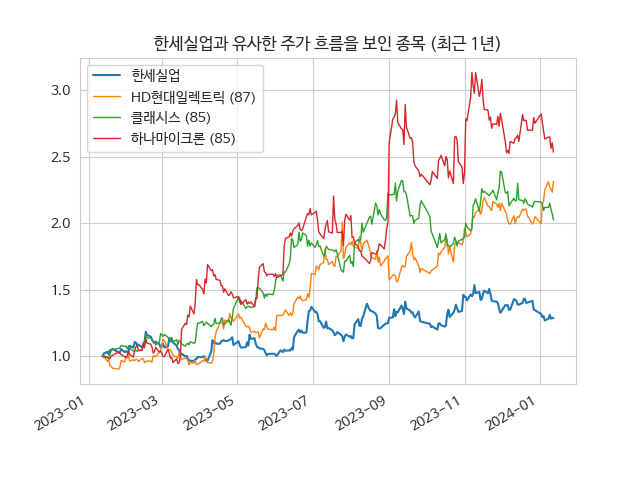 한세실업과 유사한 주가 흐름을 보인 종목 (최근 1년)
한세실업
HD현대일렉트릭 (87)
클래시스 (85)
하나마이크론 (85)
3.0
2.5
2.0
1.5
1.0
2023-01
2023-03
2023-05
2023-07
2023-09
2023-11
2024-01